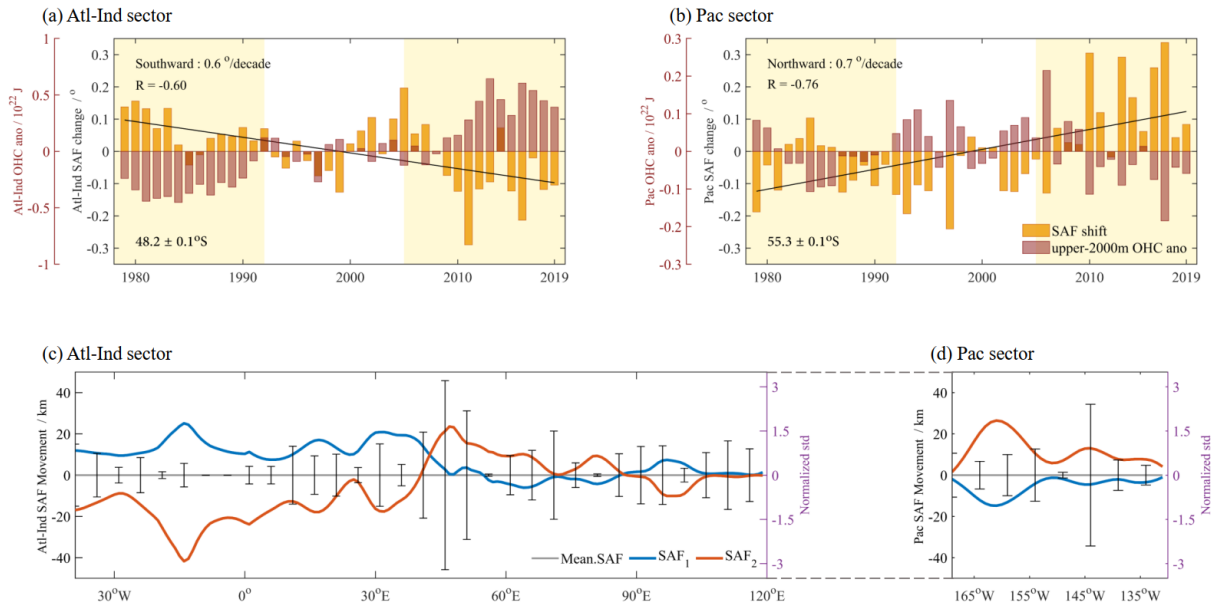 (a) Atl-Ind sector
Atl-Ind OHC ano / 10²² J
1
0.5
0
-0.5
-1
Atl-Ind SAF change / °
0.3
0.2
0.1
0
-0.1
-0.2
-0.3
Southward : 0.6 °/decade
R = -0.60
48.2 ± 0.1°S
1980 1990 2000 2010 2019
(b) Pac sector
Pac OHC ano / 10²² J
0.3
0.2
0.1
0
-0.1
-0.2
-0.3
Pac SAF change / °
0.3
0.2
0.1
0
-0.1
-0.2
-0.3
Northward : 0.7 °/decade
R = -0.76
55.3 ± 0.1°S
SAF shift
upper-2000m OHC ano
1980 1990 2000 2010 2019
(c) Atl-Ind sector
Atl-Ind SAF Movement / km
40
20
0
-20
-40
Mean.SAF SAF₁ SAF₂
3
1.5
0
-1.5
-3
Normalized std
30°W 0° 30°E 60°E 90°E 120°E
(d) Pac sector
Pac SAF Movement / km
40
20
0
-20
-40
3
1.5
0
-1.5
-3
Normalized std
165°W 155°W 145°W 135°W